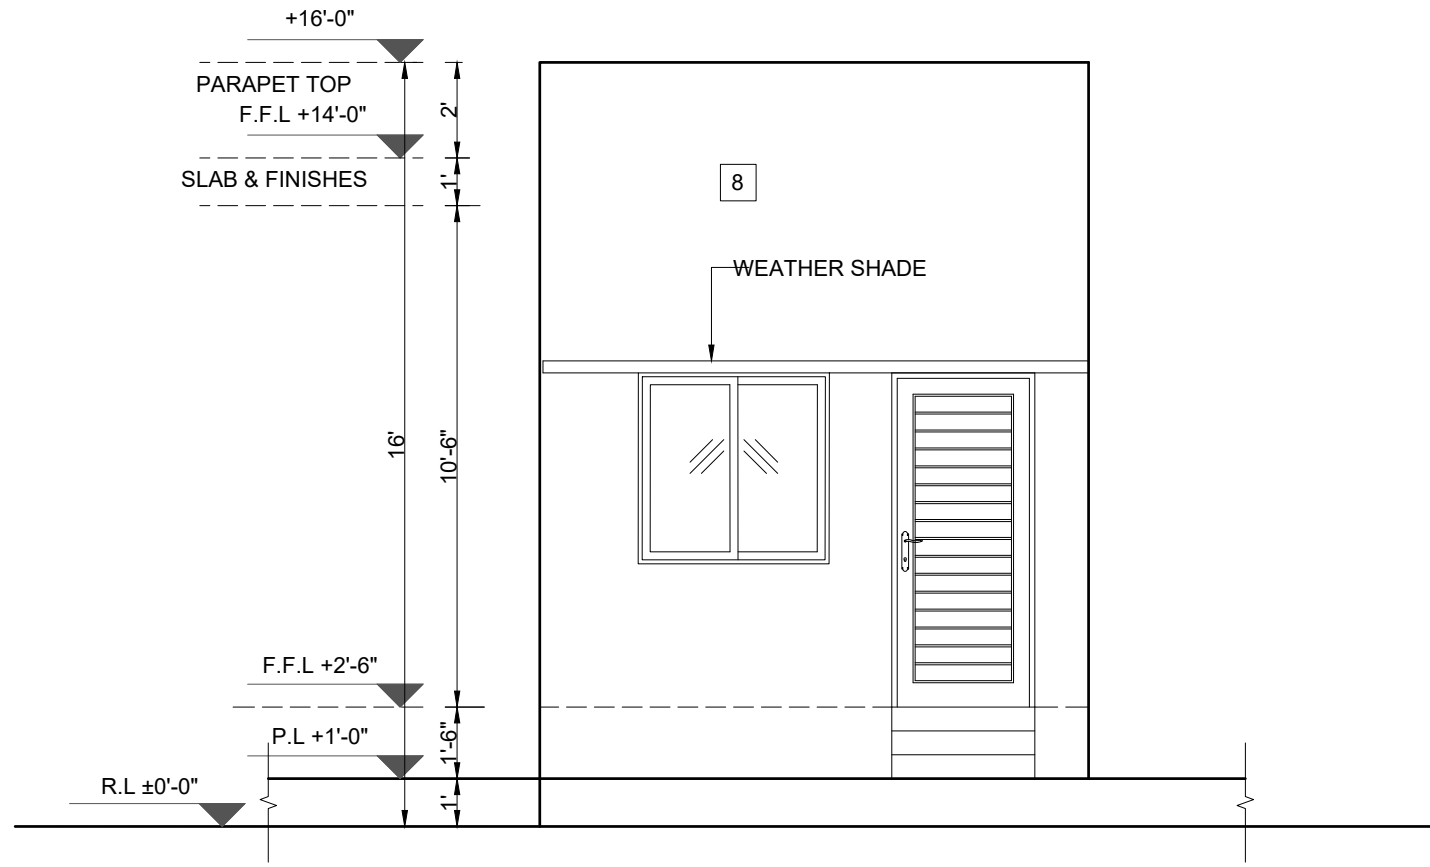 +16'-0"
PARAPET TOP
2'
F.F.L +14'-0"
SLAB & FINISHES
1'
8
WEATHER SHADE
16'
10'-6"
F.F.L +2'-6"
P.L +1'-0"
1'-6"
R.L ±0'-0"
1'